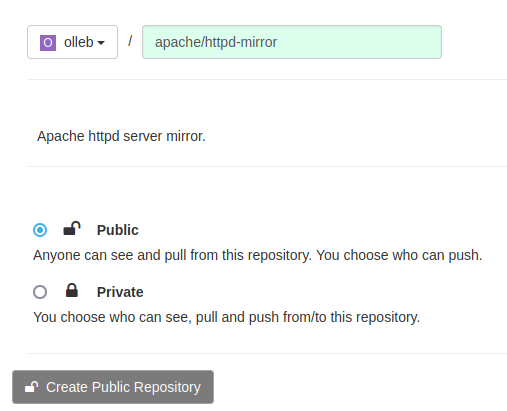 O olleb / apache/httpd-mirror
Apache httpd server mirror.
Public
Anyone can see and pull from this repository. You choose who can push.
Private
You choose who can see, pull and push from/to this repository.
Create Public Repository